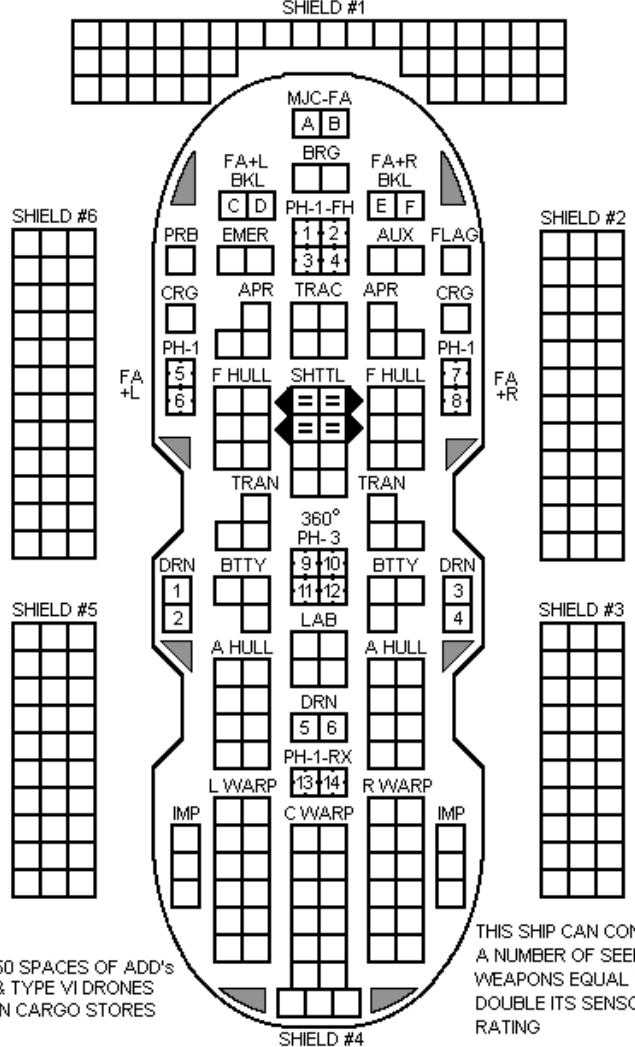 SHIELD #1
MJC-FA
A B
BRG
FA+L
BKL
C D
FA+R
BKL
E F
PH-1-FH
1 2
3 4
SHIELD #6
SHIELD #2
PRB
EMER
AUX
FLAG
CRG
APR
TRAC
APR
CRG
PH-1
5
6
FA
+L
PH-1
7
8
FA
+R
F HULL
SHTTL
F HULL
= =
= =
TRAN
TRAN
360°
PH-3
9 10
11 12
DRN
1
2
BTTY
BTTY
DRN
3
4
SHIELD #5
SHIELD #3
LAB
A HULL
A HULL
DRN
5 6
PH-1-RX
13 14
L WARP
R WARP
IMP
C WARP
IMP
50 SPACES OF ADD's
& TYPE VI DRONES
N CARGO STORES
THIS SHIP CAN CON
A NUMBER OF SEE
WEAPONS EQUAL
DOUBLE ITS SENSO
RATING
SHIELD #4